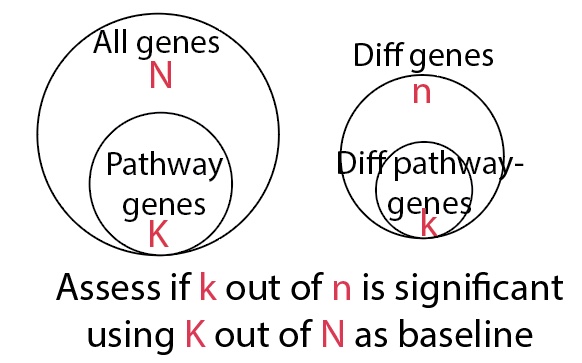 All genes
N
Pathway
genes
K
Diff genes
n
Diff pathway-
genes
k
Assess if k out of n is significant
using K out of N as baseline